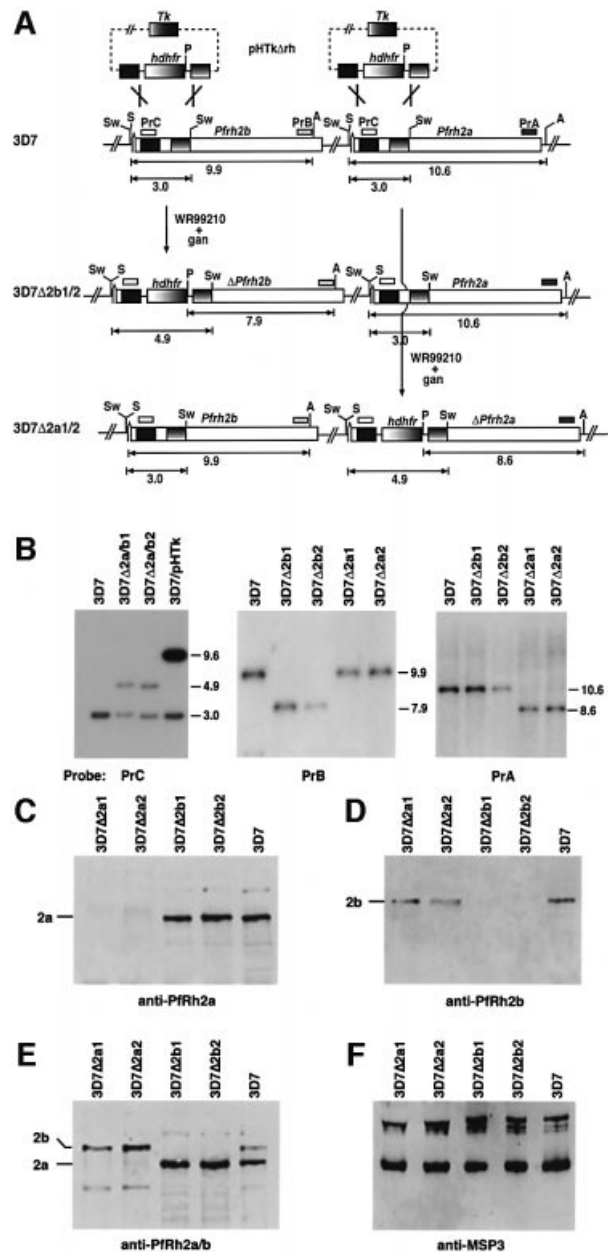 A
Tk Tk
pHTkΔrh
hdhfr P hdhfr P
3D7 Sw S PrC Sw Pfrh2b PrB A Sw S PrC Sw Pfrh2a PrA A
9.9 10.6
3.0 3.0
WR99210
+
gan
3D7Δ2b1/2 Sw S hdhfr P Sw ΔPfrh2b A Sw S Sw Pfrh2a A
7.9 10.6
4.9 3.0
WR99210
+
gan
3D7Δ2a1/2 Sw S Sw Pfrh2b A Sw S hdhfr P Sw ΔPfrh2a A
9.9 8.6
3.0 4.9
B
3D7 3D7Δ2a/b1 3D7Δ2a/b2 3D7/pHTk
9.6
4.9
3.0
Probe: PrC
3D7 3D7Δ2b1 3D7Δ2b2 3D7Δ2a1 3D7Δ2a2
9.9
7.9
PrB
3D7 3D7Δ2b1 3D7Δ2b2 3D7Δ2a1 3D7Δ2a2
10.6
8.6
PrA
C
3D7Δ2a1 3D7Δ2a2 3D7Δ2b1 3D7Δ2b2 3D7
2a
anti-PfRh2a
D
3D7Δ2a1 3D7Δ2a2 3D7Δ2b1 3D7Δ2b2 3D7
2b
anti-PfRh2b
E
3D7Δ2a1 3D7Δ2a2 3D7Δ2b1 3D7Δ2b2 3D7
2b
2a
anti-PfRh2a/b
F
3D7Δ2a1 3D7Δ2a2 3D7Δ2b1 3D7Δ2b2 3D7
anti-MSP3